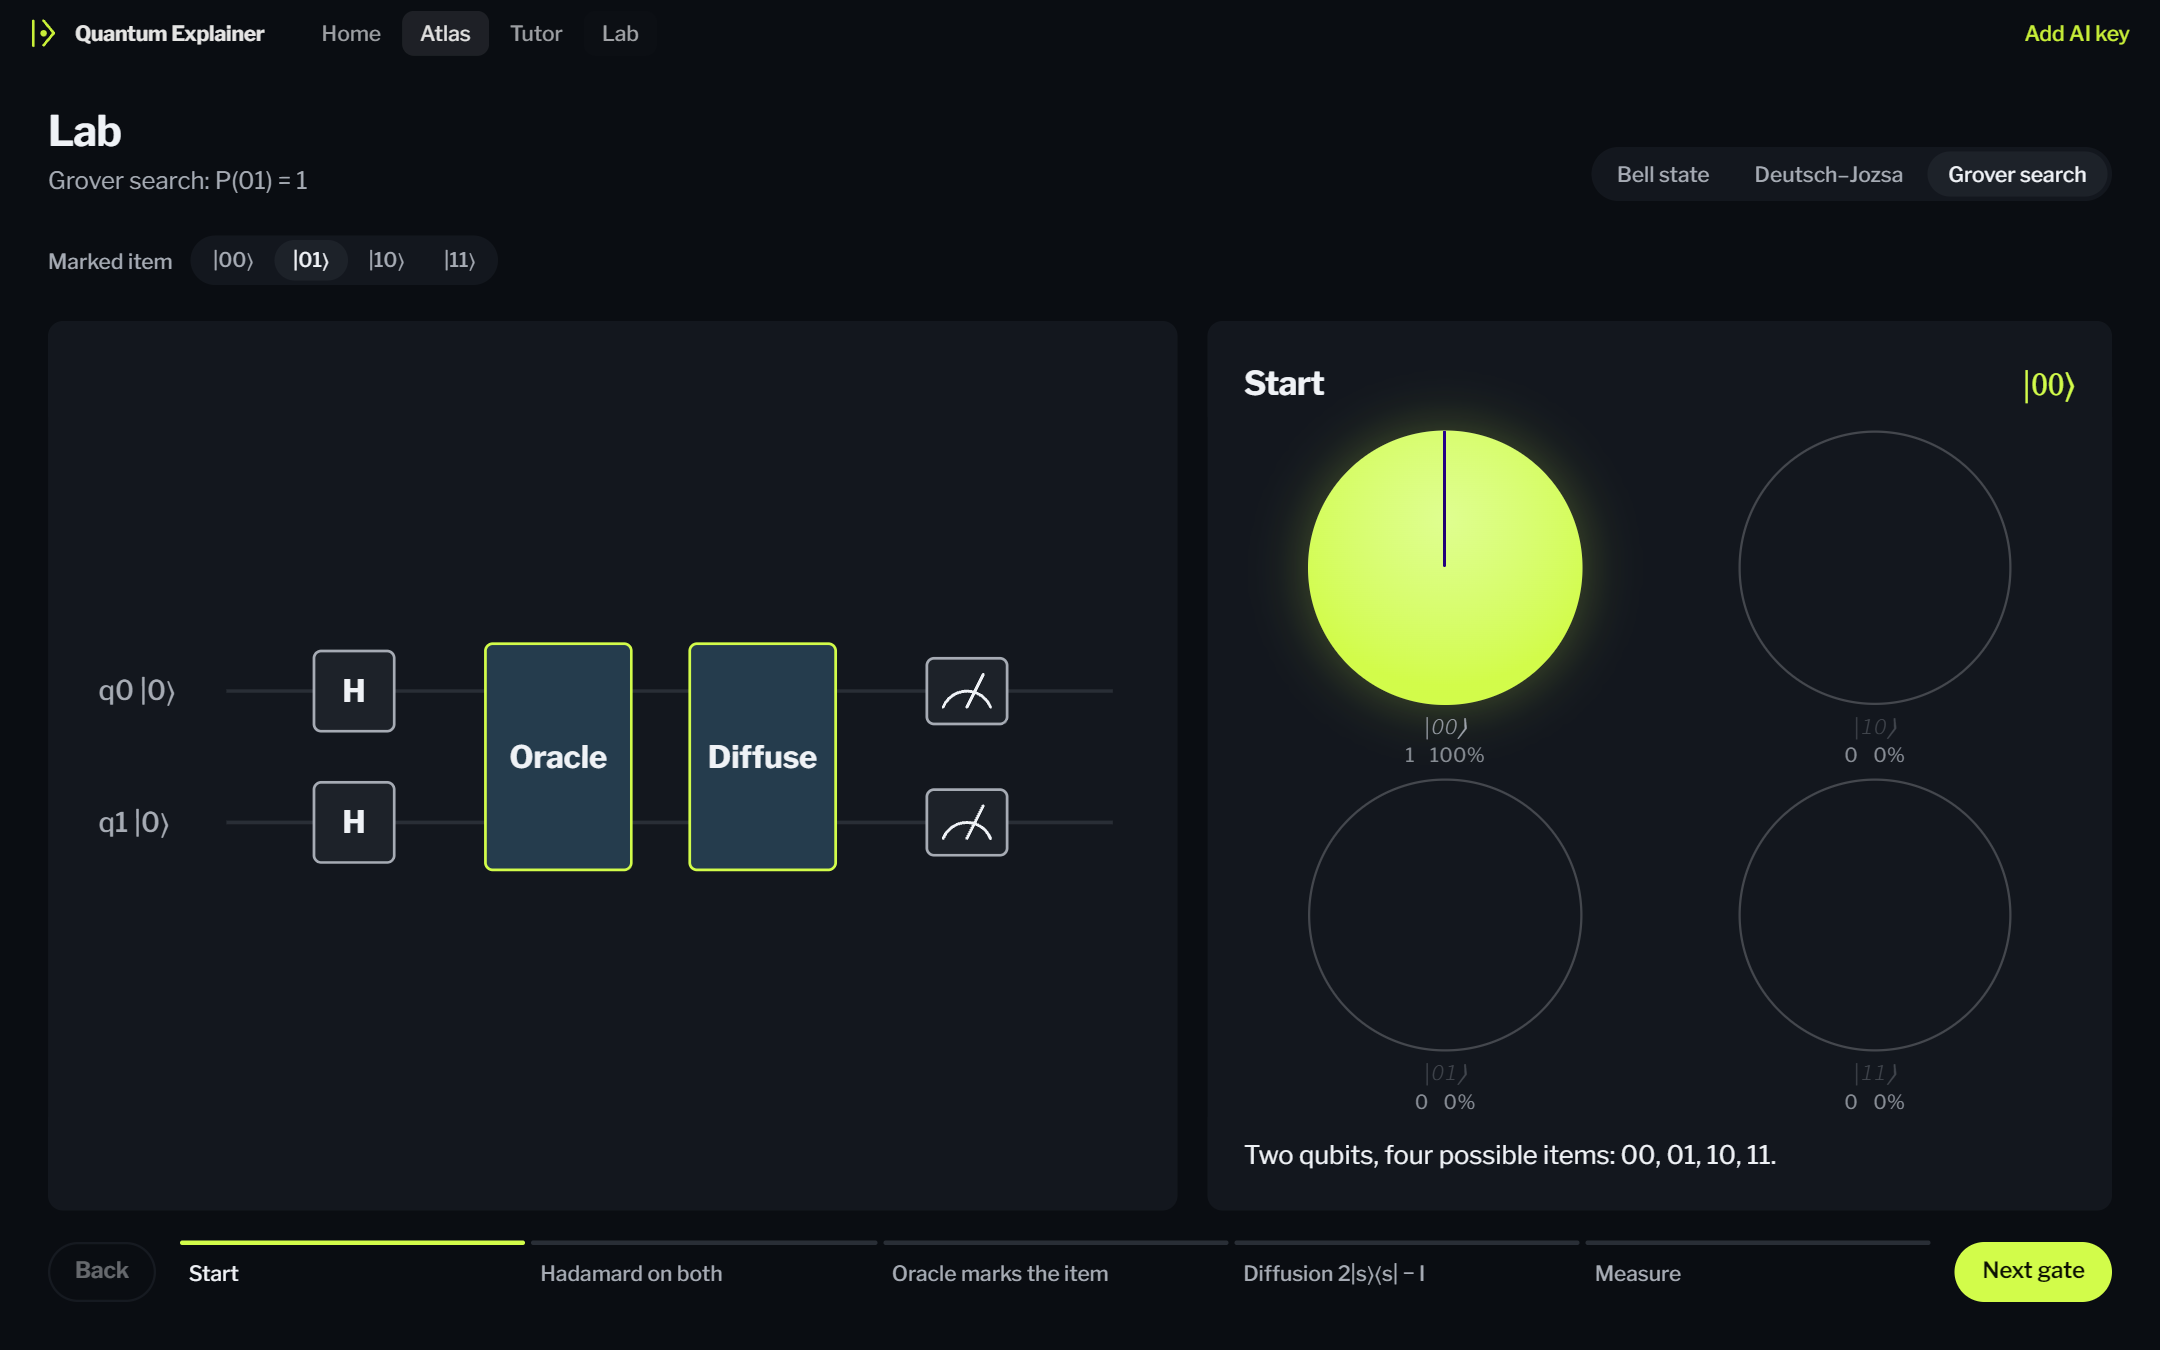 Quantum Explainer
Home
Atlas
Tutor
Lab
Add AI key
Lab
Grover search: P(01) = 1
Bell state
Deutsch–Jozsa
Grover search
Marked item
|00⟩
|01⟩
|10⟩
|11⟩
q0 |0⟩
H
Oracle
Diffuse
q1 |0⟩
H
Start
|00⟩
|00⟩
1 100%
|10⟩
0 0%
|01⟩
0 0%
|11⟩
0 0%
Two qubits, four possible items: 00, 01, 10, 11.
Back
Start
Hadamard on both
Oracle marks the item
Diffusion 2|s⟩⟨s| − I
Measure
Next gate